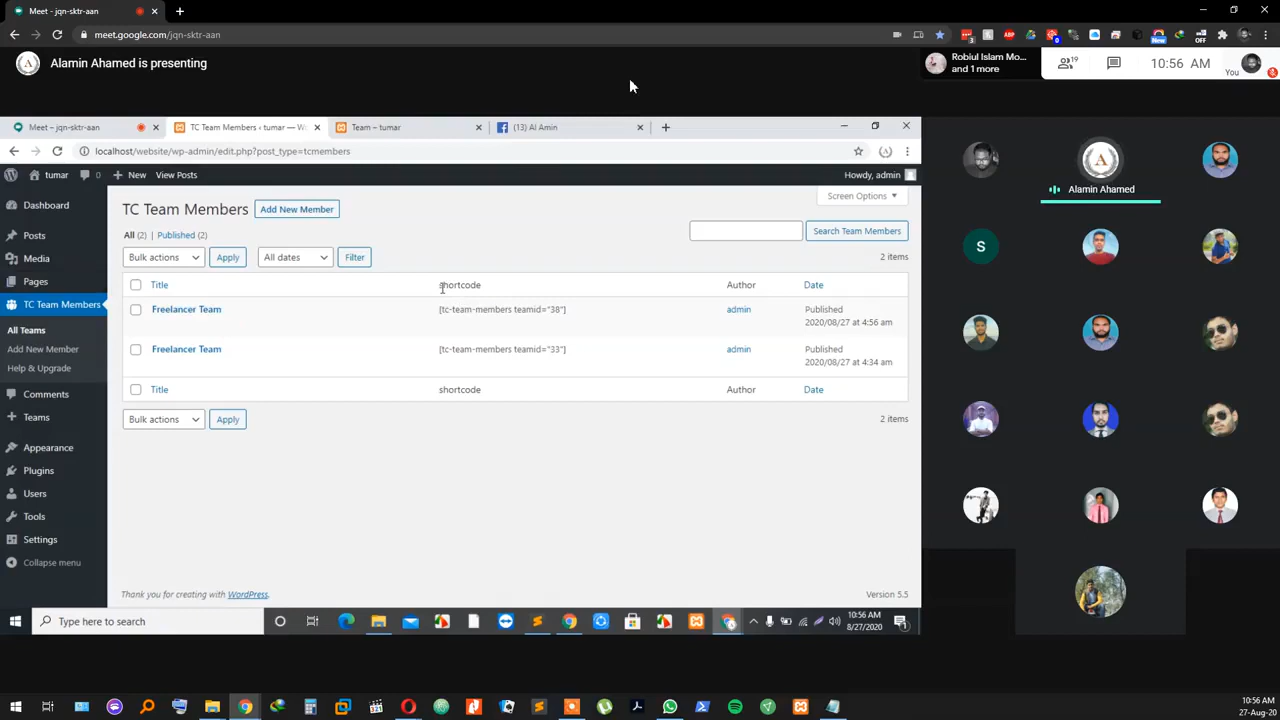 Meet - jqn-sktr-aan
meet.google.com/jqn-sktr-aan
Alamin Ahamed is presenting
Robiul Islam Mo...
and 1 more
19
10:56 AM
You
Meet – jqn-sktr-aan
TC Team Members ‹ tumar — W
Team – tumar
(13) Al Amin
localhost/website/wp-admin/edit.php?post_type=tcmembers
tumar
0
New
View Posts
Howdy, admin
Dashboard
Posts
Media
Pages
TC Team Members
All Teams
Add New Member
Help & Upgrade
Comments
Teams
Appearance
Plugins
Users
Tools
Settings
Collapse menu
TC Team Members
Add New Member
Screen Options
All (2) | Published (2)
Search Team Members
Bulk actions
Apply
All dates
Filter
2 items
Title
shortcode
Author
Date
Freelancer Team
[tc-team-members teamid="38"]
admin
Published
2020/08/27 at 4:56 am
Freelancer Team
[tc-team-members teamid="33"]
admin
Published
2020/08/27 at 4:34 am
Title
shortcode
Author
Date
Bulk actions
Apply
2 items
Thank you for creating with WordPress.
Version 5.5
Type here to search
10:56 AM
8/27/2020
1
A
Alamin Ahamed
S
10:56 AM
27-Aug-20